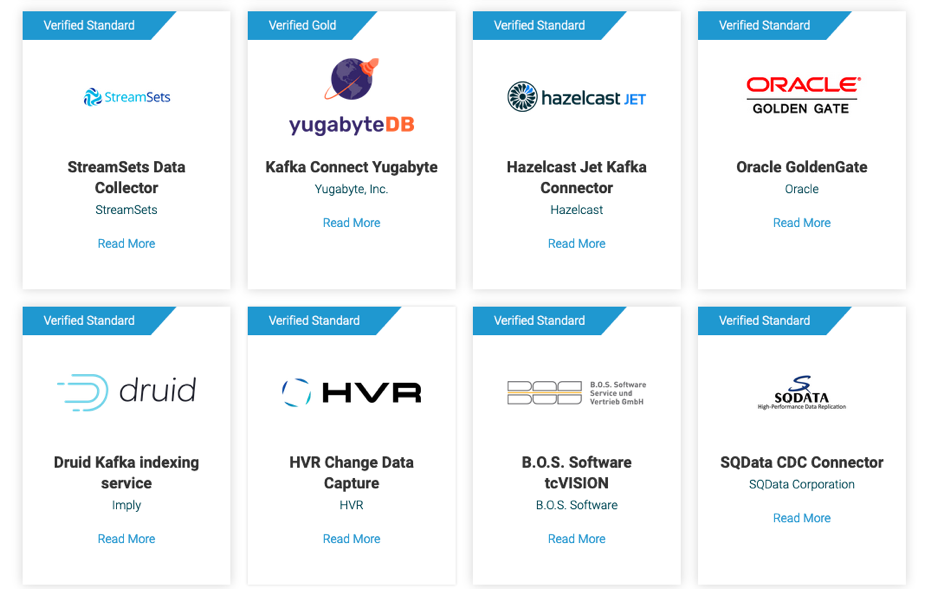 Verified Standard
Verified Gold
Verified Standard
Verified Standard
StreamSets
yugabyteDB
hazelcast JET
ORACLE®
GOLDEN GATE
StreamSets Data
Collector
StreamSets
Read More
Kafka Connect Yugabyte
Yugabyte, Inc.
Read More
Hazelcast Jet Kafka
Connector
Hazelcast
Read More
Oracle GoldenGate
Oracle
Read More
Verified Standard
Verified Standard
Verified Standard
Verified Standard
druid
HVR
B.O.S. Software
Service und
Vertrieb GmbH
SQDATA
High-Performance Data Replication
Druid Kafka indexing
service
Imply
Read More
HVR Change Data
Capture
HVR
Read More
B.O.S. Software
tcVISION
B.O.S. Software
Read More
SQData CDC Connector
SQData Corporation
Read More